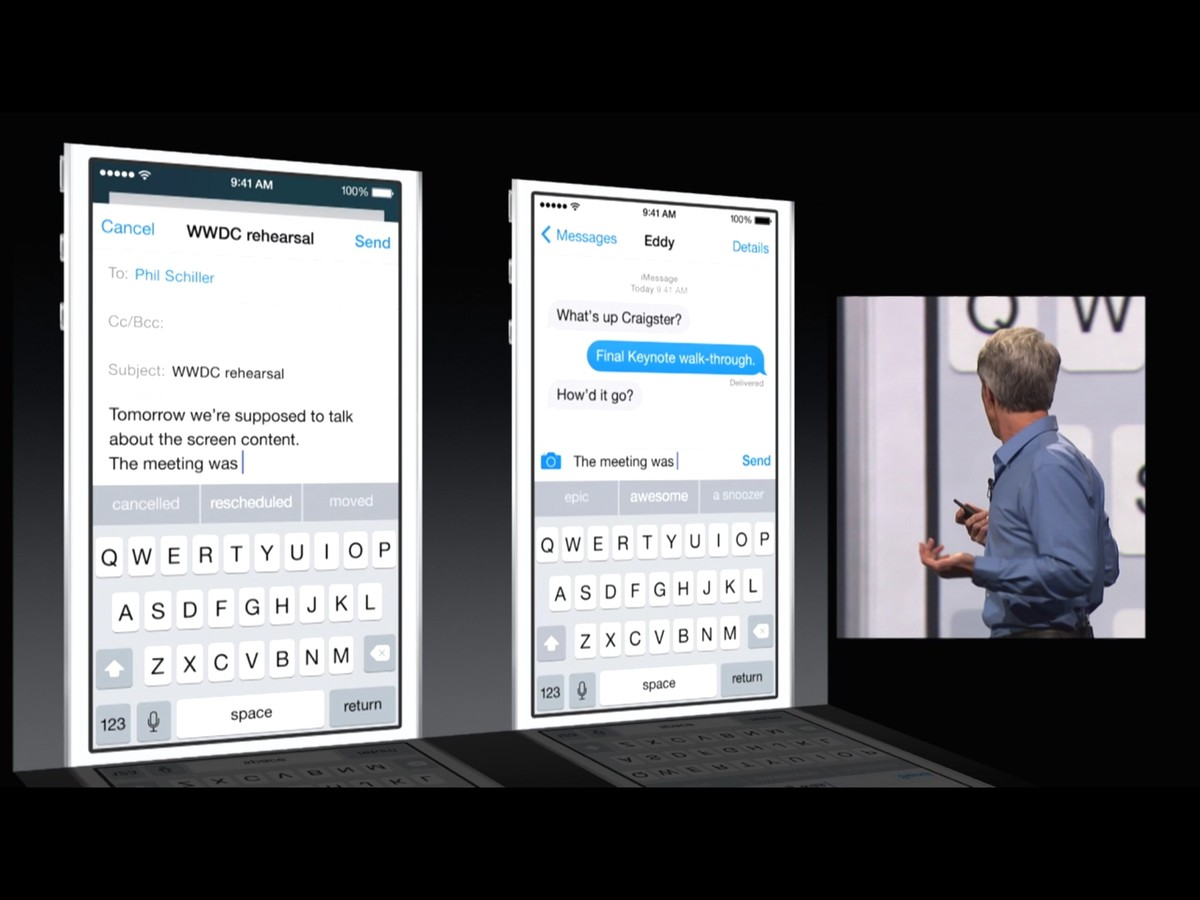 9:41 AM
100%
Cancel
WWDC rehearsal
Send
To: Phil Schiller
Cc/Bcc:
Subject: WWDC rehearsal
Tomorrow we're supposed to talk
about the screen content.
The meeting was
cancelled rescheduled moved
Q W E R T Y U I O P
A S D F G H J K L
Z X C V B N M
123 space return
9:41 AM
100%
Messages
Eddy
Details
iMessage
Today 9:41 AM
What's up Craigster?
Final Keynote walk-through.
Delivered
How'd it go?
The meeting was
Send
epic awesome a snoozer
Q W E R T Y U I O P
A S D F G H J K L
Z X C V B N M
123 space return
Q W